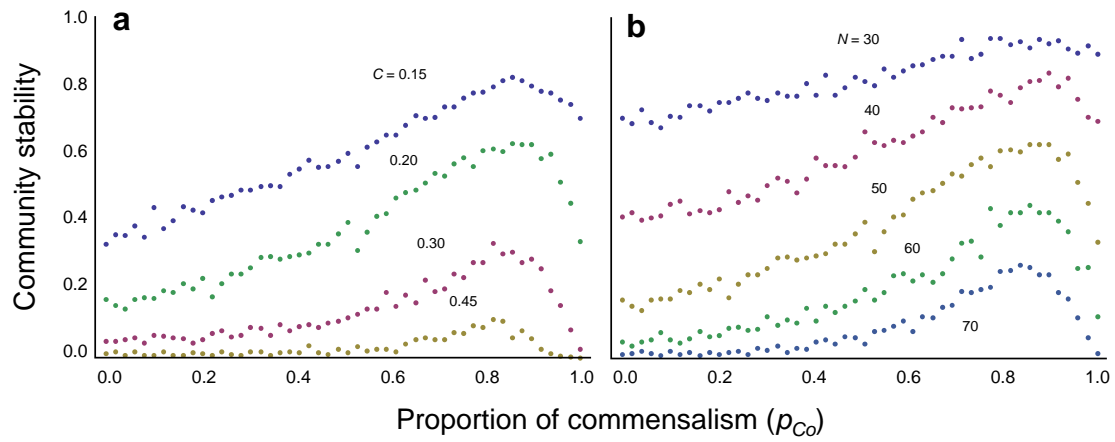 a
b
Community stability
1.0
0.8
0.6
0.4
0.2
0.0
C = 0.15
0.20
0.30
0.45
N = 30
40
50
60
70
0.0 0.2 0.4 0.6 0.8 1.0
0.0 0.2 0.4 0.6 0.8 1.0
Proportion of commensalism (pCo)